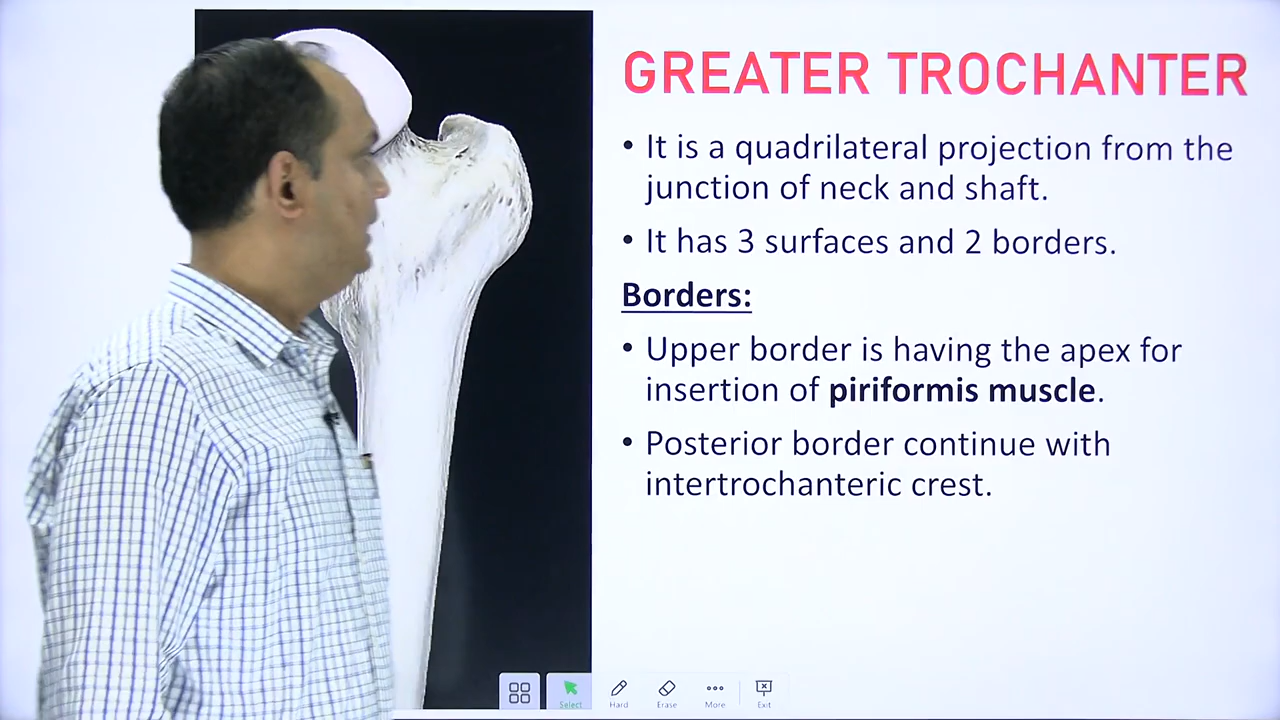 GREATER TROCHANTER
• It is a quadrilateral projection from the
junction of neck and shaft.
• It has 3 surfaces and 2 borders.
Borders:
• Upper border is having the apex for
insertion of piriformis muscle.
• Posterior border continue with
intertrochanteric crest.
Select
Hard
Erase
More
Exit